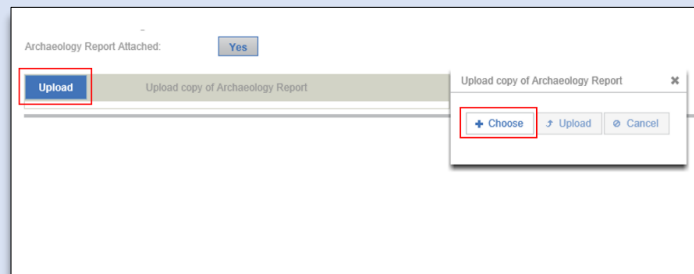 Archaeology Report Attached: Yes
Upload Upload copy of Archaeology Report
Upload copy of Archaeology Report
Choose Upload Cancel